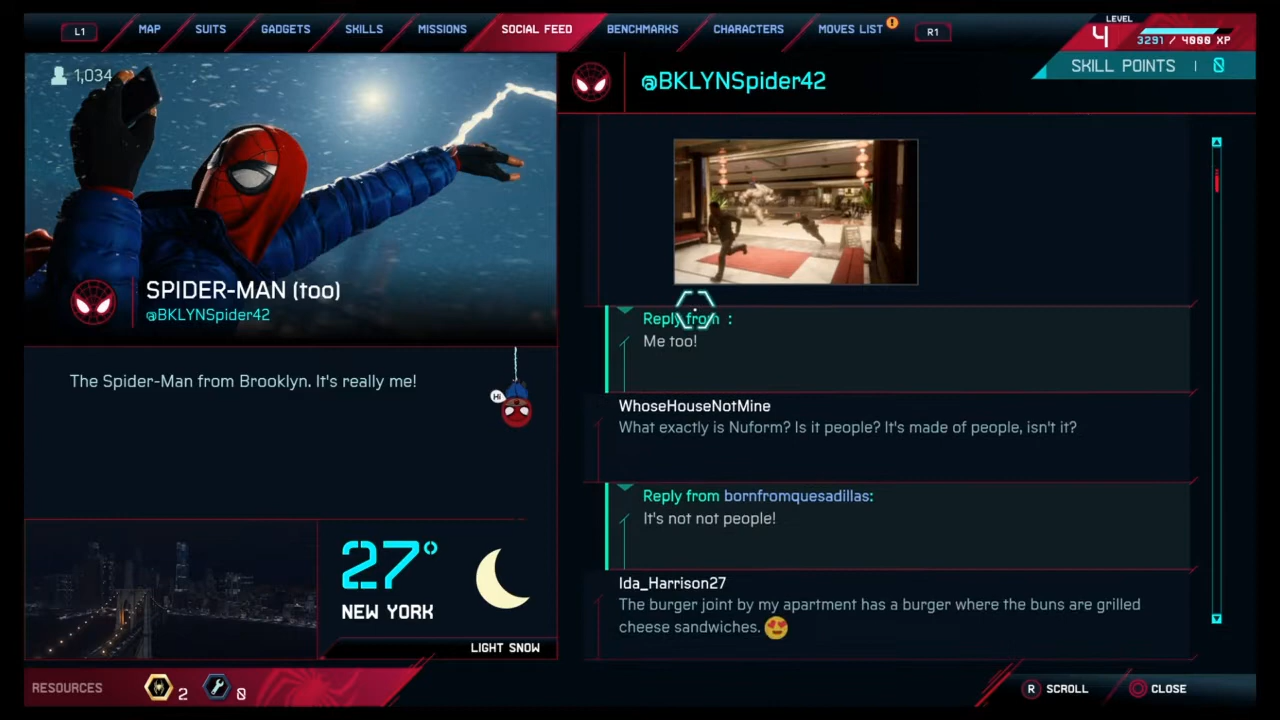 L1
MAP
SUITS
GADGETS
SKILLS
MISSIONS
SOCIAL FEED
BENCHMARKS
CHARACTERS
MOVES LIST
!
R1
LEVEL
4
3291 / 4000 XP
SKILL POINTS | 0
1,034
@BKLYNSpider42
SPIDER-MAN (too)
@BKLYNSpider42
The Spider-Man from Brooklyn. It's really me!
Hi
27°
NEW YORK
LIGHT SNOW
Reply from :
Me too!
WhoseHouseNotMine
What exactly is Nuform? Is it people? It's made of people, isn't it?
Reply from bornfromquesadillas:
It's not not people!
Ida_Harrison27
The burger joint by my apartment has a burger where the buns are grilled
cheese sandwiches. 😍
RESOURCES
2
0
R SCROLL
CLOSE